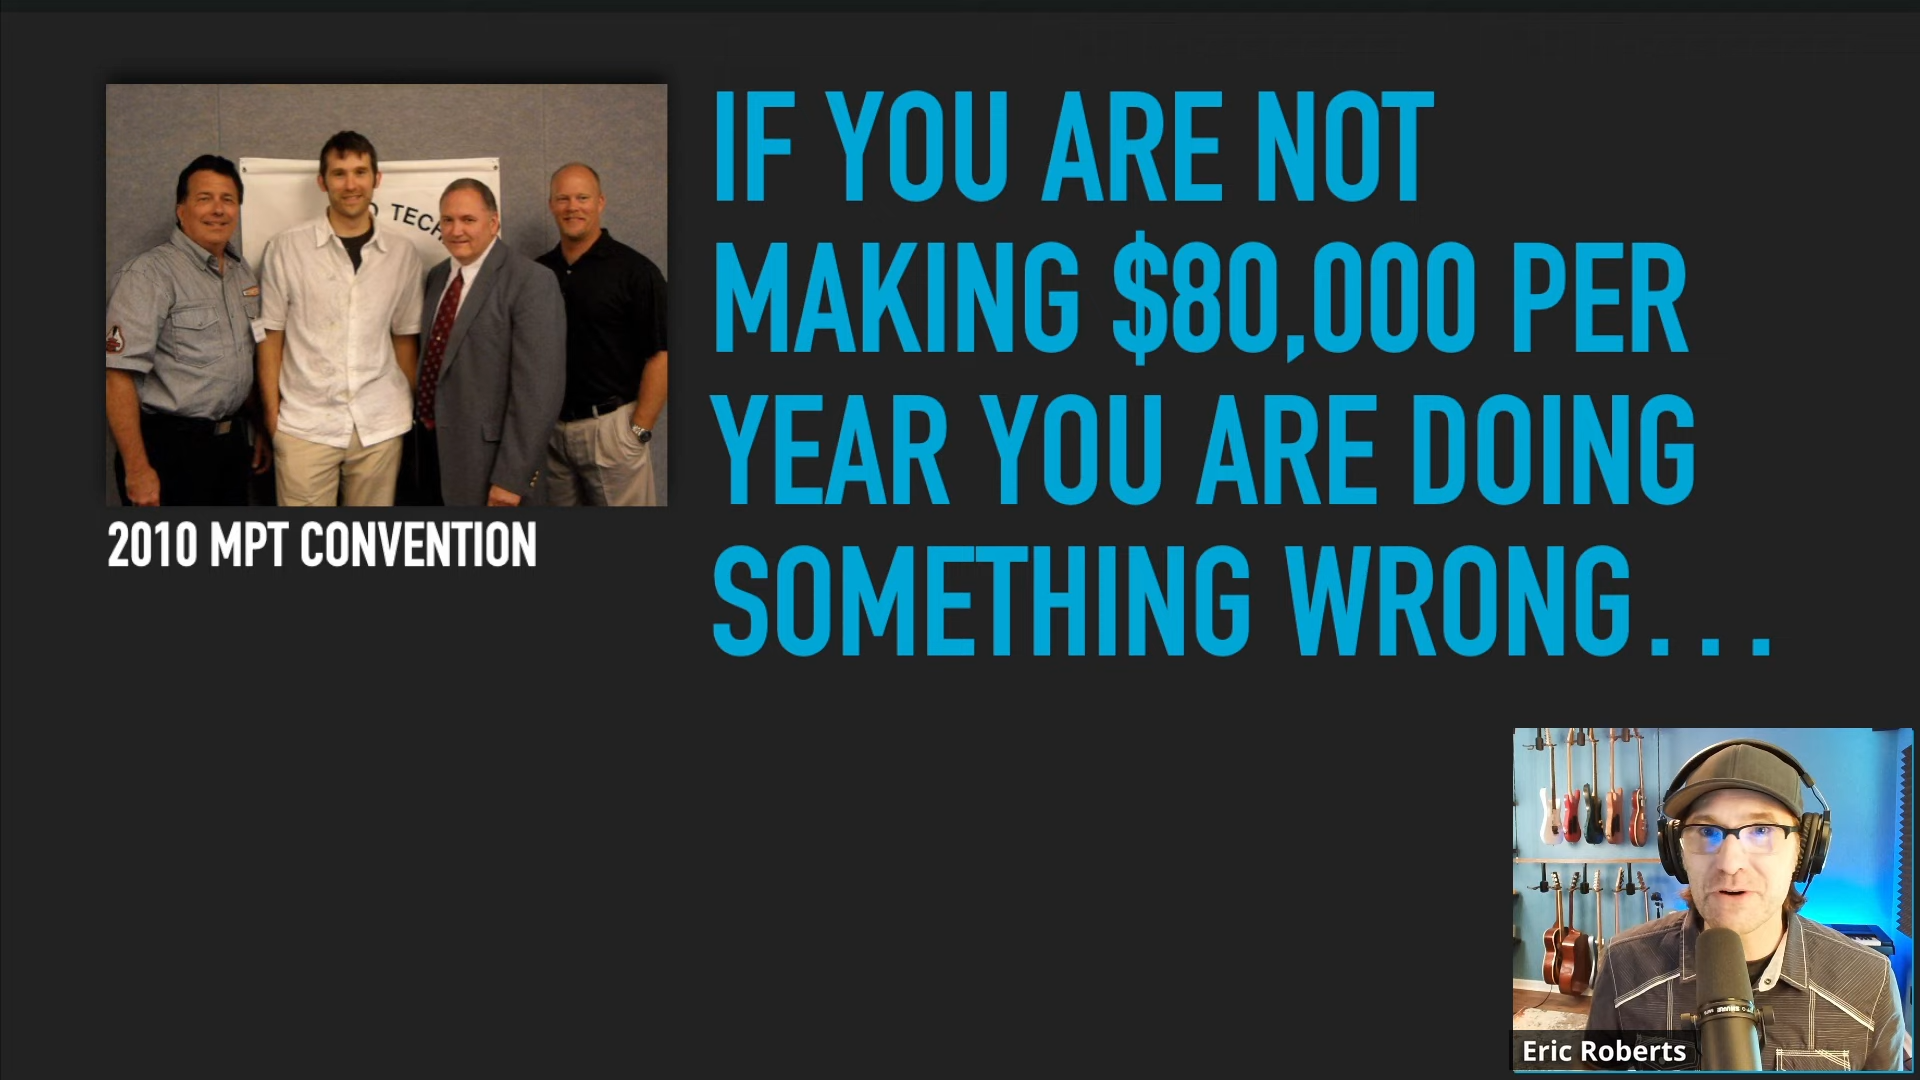 IF YOU ARE NOT
MAKING $80,000 PER
YEAR YOU ARE DOING
SOMETHING WRONG...
TECH
2010 MPT CONVENTION
Eric Roberts